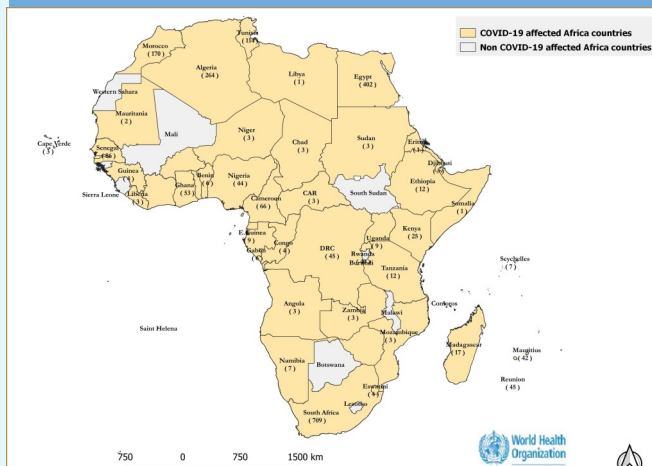 COVID-19 affected Africa countries
Non COVID-19 affected Africa countries
Tunisia
Morocco
( 170 )
Algeria
( 264 )
Libya
( 1 )
Egypt
( 402 )
Western Sahara
Mauritania
( 2 )
Mali
Niger
( 3 )
Chad
( 3 )
Sudan
( 3 )
Eritrea
Cape Verde
( 3 )
Senegal
Guinea
( 4 )
Sierra Leone
Liberia
( 3 )
Ghana
( 53 )
Benin
( 6 )
Nigeria
( 44 )
Cameroon
( 66 )
CAR
( 3 )
South Sudan
Djibouti
Ethiopia
( 12 )
Somalia
( 1 )
E.Guinea
( 9 )
Gabon
Congo
( 4 )
DRC
( 45 )
Uganda
( 9 )
Rwanda
Burundi
Kenya
( 25 )
Tanzania
( 12 )
Seychelles
( 7 )
Saint Helena
Angola
( 3 )
Zambia
( 3 )
Malawi
Comoros
Mozambique
( 3 )
Madagascar
( 17 )
Mauritius
( 42 )
Reunion
( 45 )
Namibia
( 7 )
Botswana
Eswatini
Lesotho
South Africa
( 709 )
750 0 750 1500 km
World Health
Organization